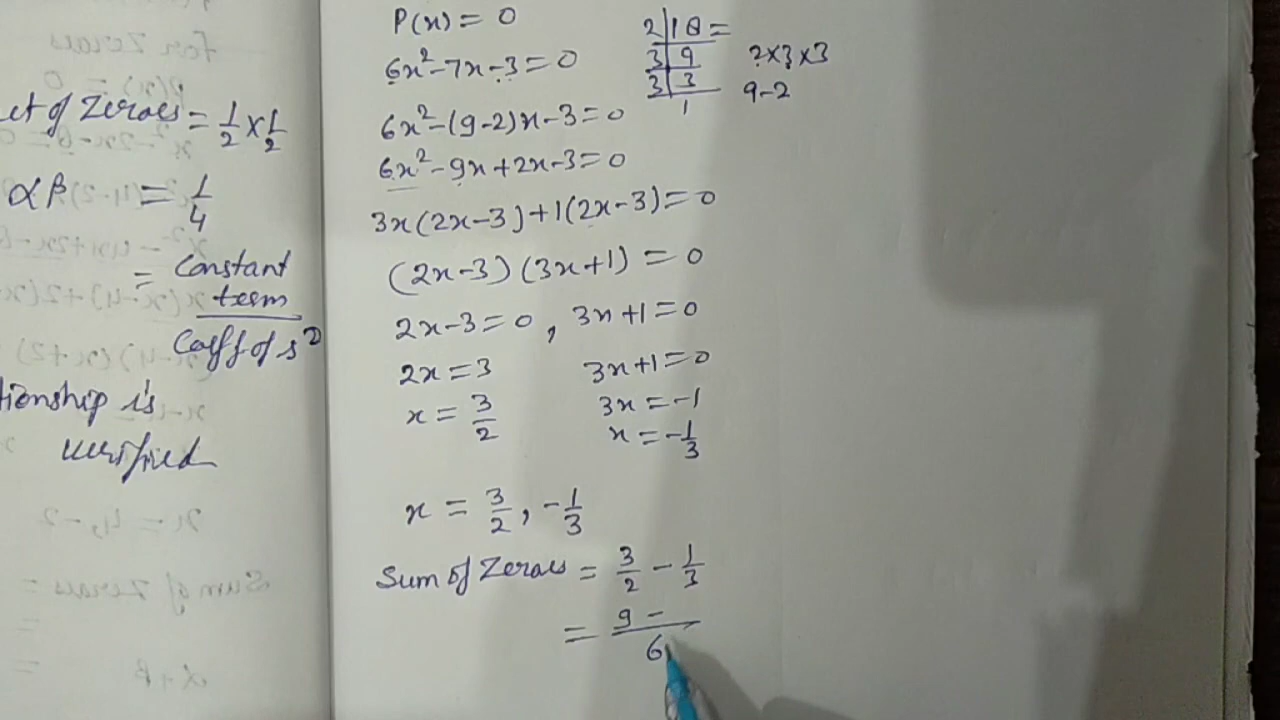 et of Zeroes = 1/2 × 1/2
αβ = 1/4
= Constant
term
Coeff of s²
tionship is
verified
P(x) = 0
6x² - 7x - 3 = 0
6x² - (9-2)x - 3 = 0
6x² - 9x + 2x - 3 = 0
3x(2x-3) + 1(2x-3) = 0
(2x-3) (3x+1) = 0
2x-3 = 0, 3x+1 = 0
2x = 3 3x+1 = 0
x = 3/2 3x = -1
x = -1/3
x = 3/2, -1/3
Sum of Zeroes = 3/2 - 1/3
= 9 -
6
2|18 =
3|9 2×3×3
3|3 9-2
1